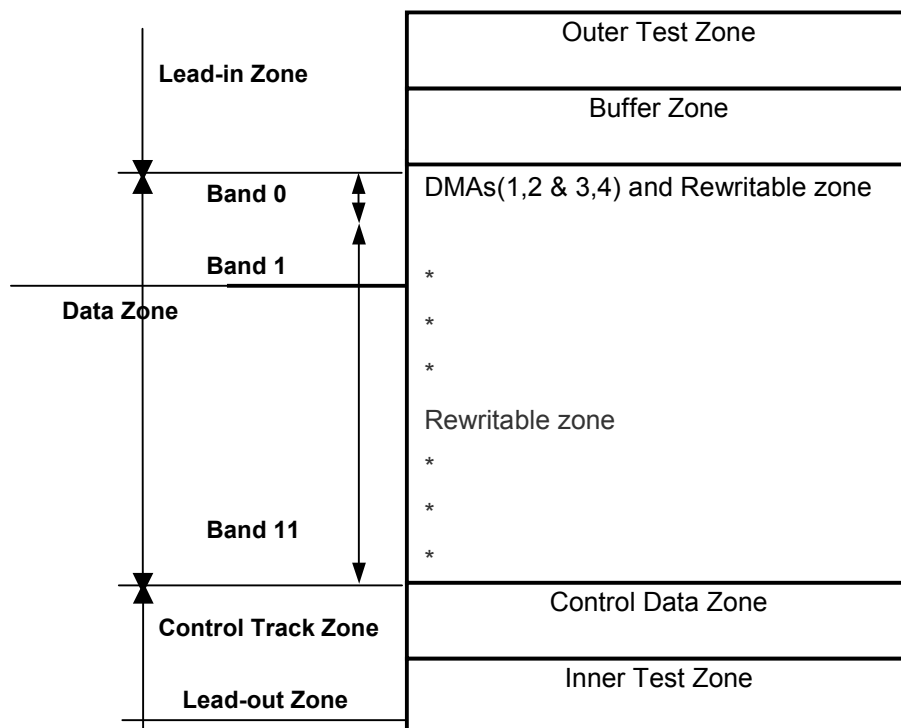 Outer Test Zone
Lead-in Zone
Buffer Zone
DMAs(1,2 & 3,4) and Rewritable zone
Band 0
Band 1
*
Data Zone
*
*
Rewritable zone
*
*
Band 11
*
Control Data Zone
Control Track Zone
Inner Test Zone
Lead-out Zone